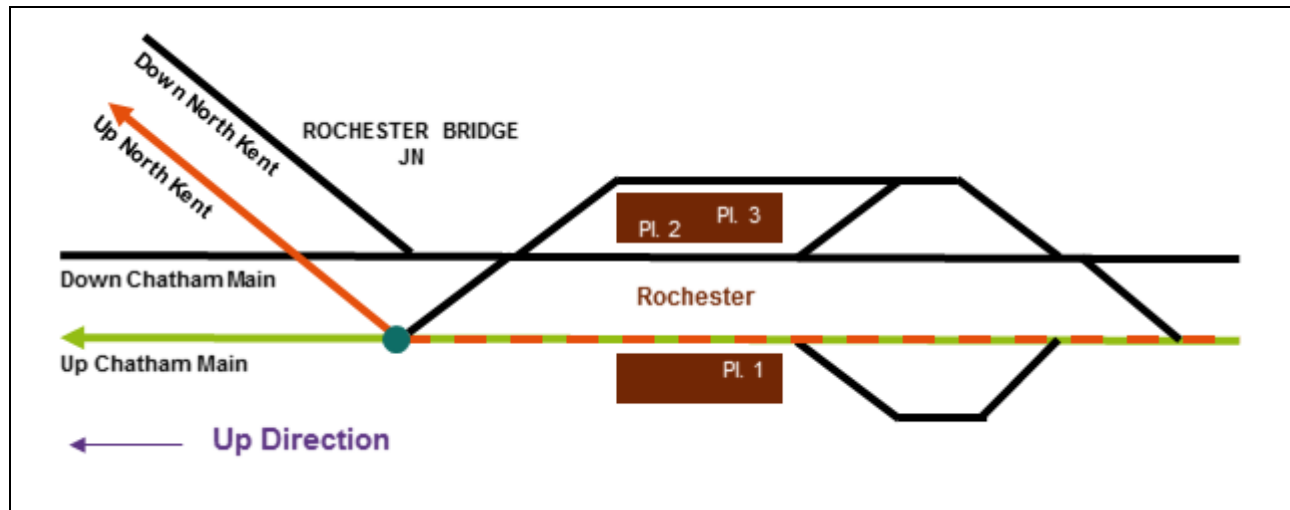 Down North Kent
Up North Kent
ROCHESTER BRIDGE
JN
Pl. 3
Pl. 2
Down Chatham Main
Rochester
Up Chatham Main
Pl. 1
Up Direction